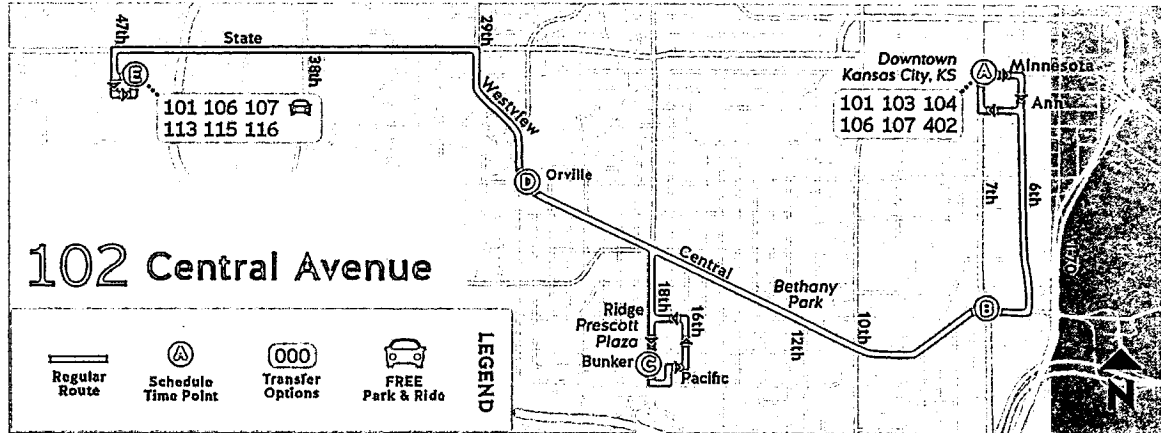 47th
State
38th
29th
Westview
E
101 106 107
113 115 116
D
Orville
Downtown
Kansas City, KS
A
Minnesota
Ann
101 103 104
106 107 402
7th
6th
I-70
102 Central Avenue
Central
Bethany
Park
B
10th
12th
18th
16th
Ridge
Prescott
Plaza
Bunker
C
Pacific
N
LEGEND
Regular
Route
A
Schedule
Time Point
000
Transfer
Options
FREE
Park & Ride